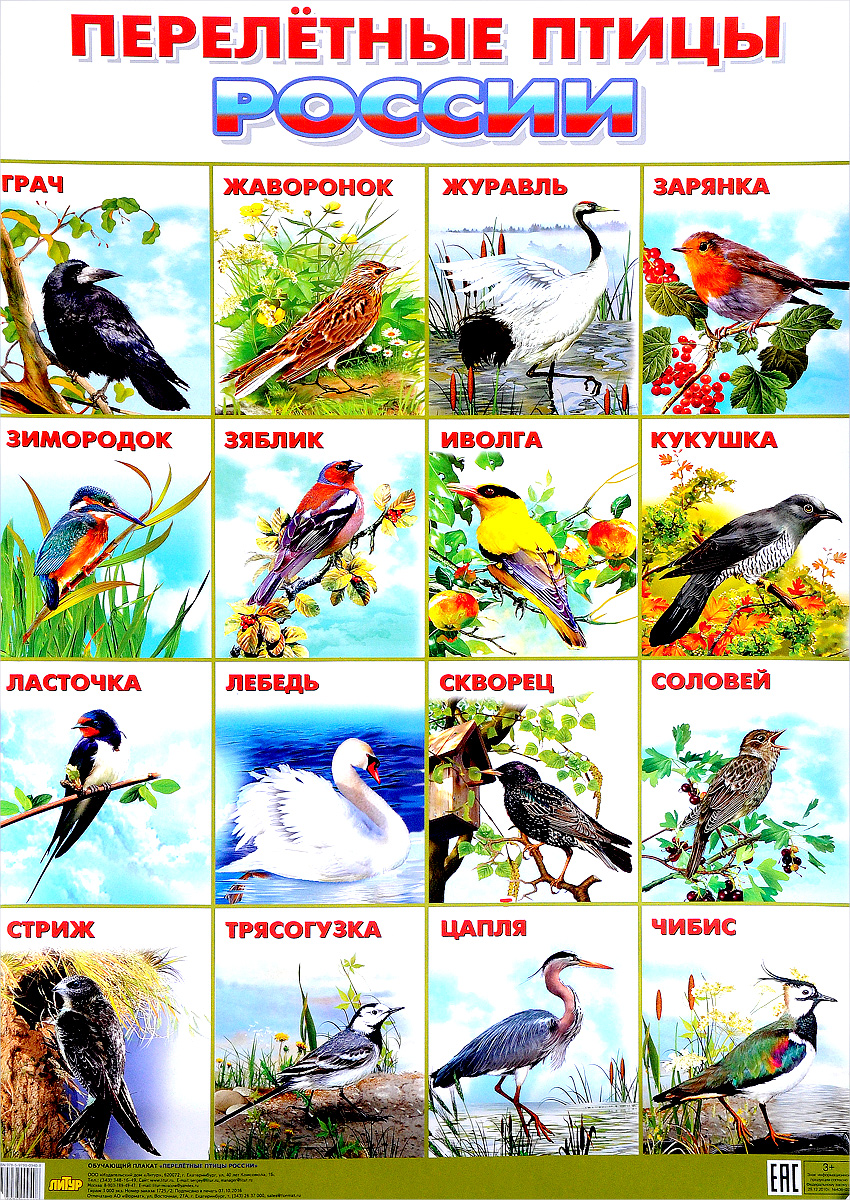 ПЕРЕЛЁТНЫЕ ПТИЦЫ
РОССИИ
ГРАЧ
ЖАВОРОНОК
ЖУРАВЛЬ
ЗАРЯНКА
ЗИМОРОДОК
ЗЯБЛИК
ИВОЛГА
КУКУШКА
ЛАСТОЧКА
ЛЕБЕДЬ
СКВОРЕЦ
СОЛОВЕЙ
СТРИЖ
ТРЯСОГУЗКА
ЦАПЛЯ
ЧИБИС
ЛИТУР
ОБУЧАЮЩИЙ ПЛАКАТ «ПЕРЕЛЁТНЫЕ ПТИЦЫ РОССИИ»
EAC
3+